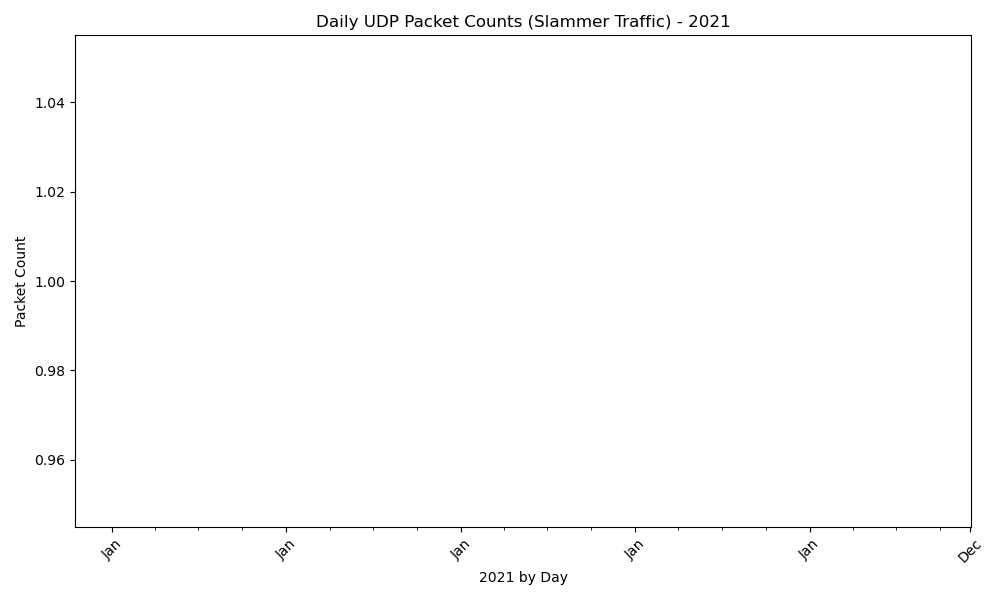 Daily UDP Packet Counts (Slammer Traffic) - 2021
1.04
1.02
1.00
0.98
0.96
Packet Count
Jan
Jan
Jan
Jan
Jan
Dec
2021 by Day